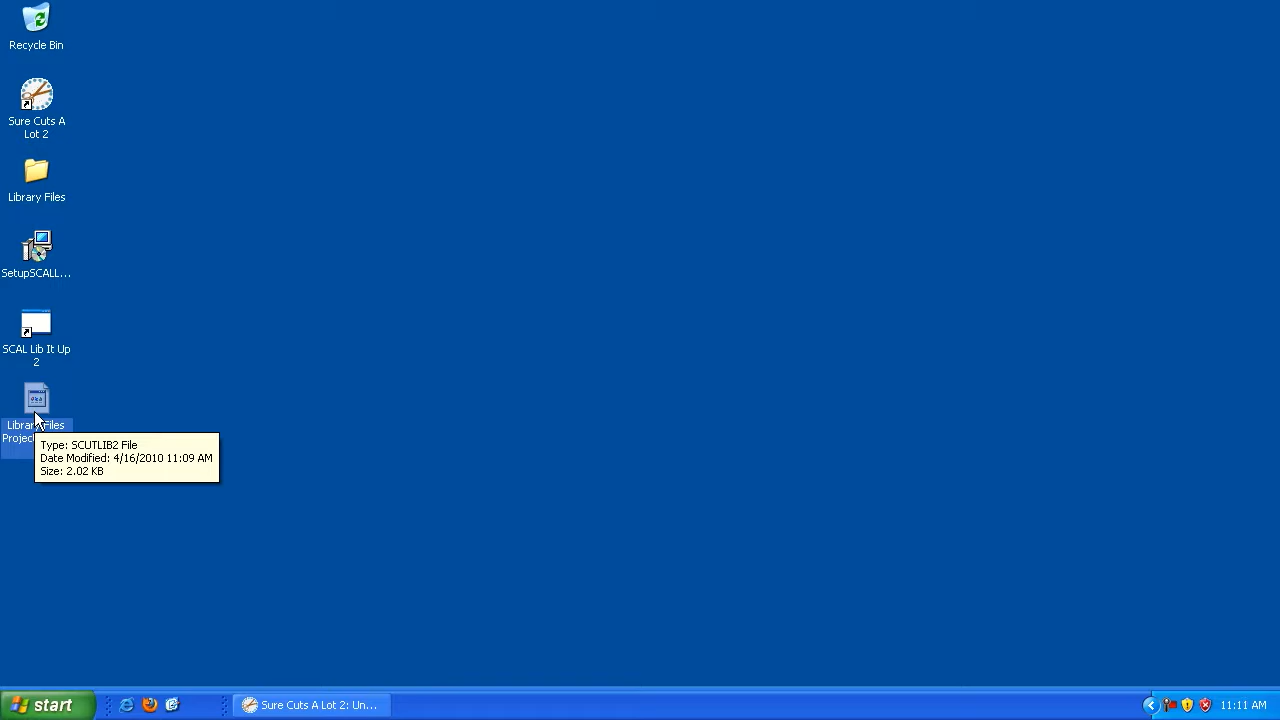 Recycle Bin
Sure Cuts A
Lot 2
Library Files
SetupSCALL...
SCAL Lib It Up
2
Library Files
Type: SCUTLIB2 File
Date Modified: 4/16/2010 11:09 AM
Size: 2.02 KB
start
Sure Cuts A Lot 2: Un...
11:11 AM